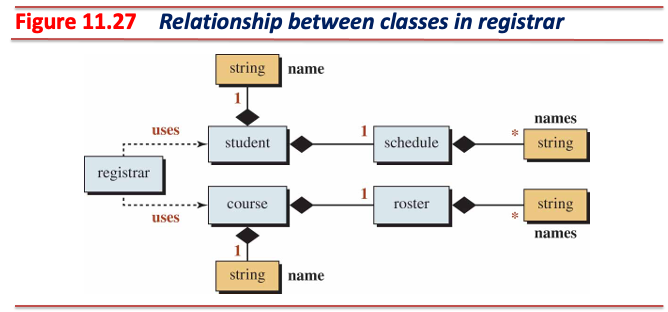 Figure 11.27 Relationship between classes in registrar
string name
1
uses
student
1
schedule
*
names
string
registrar
uses
course
1
roster
*
string
names
1
string name